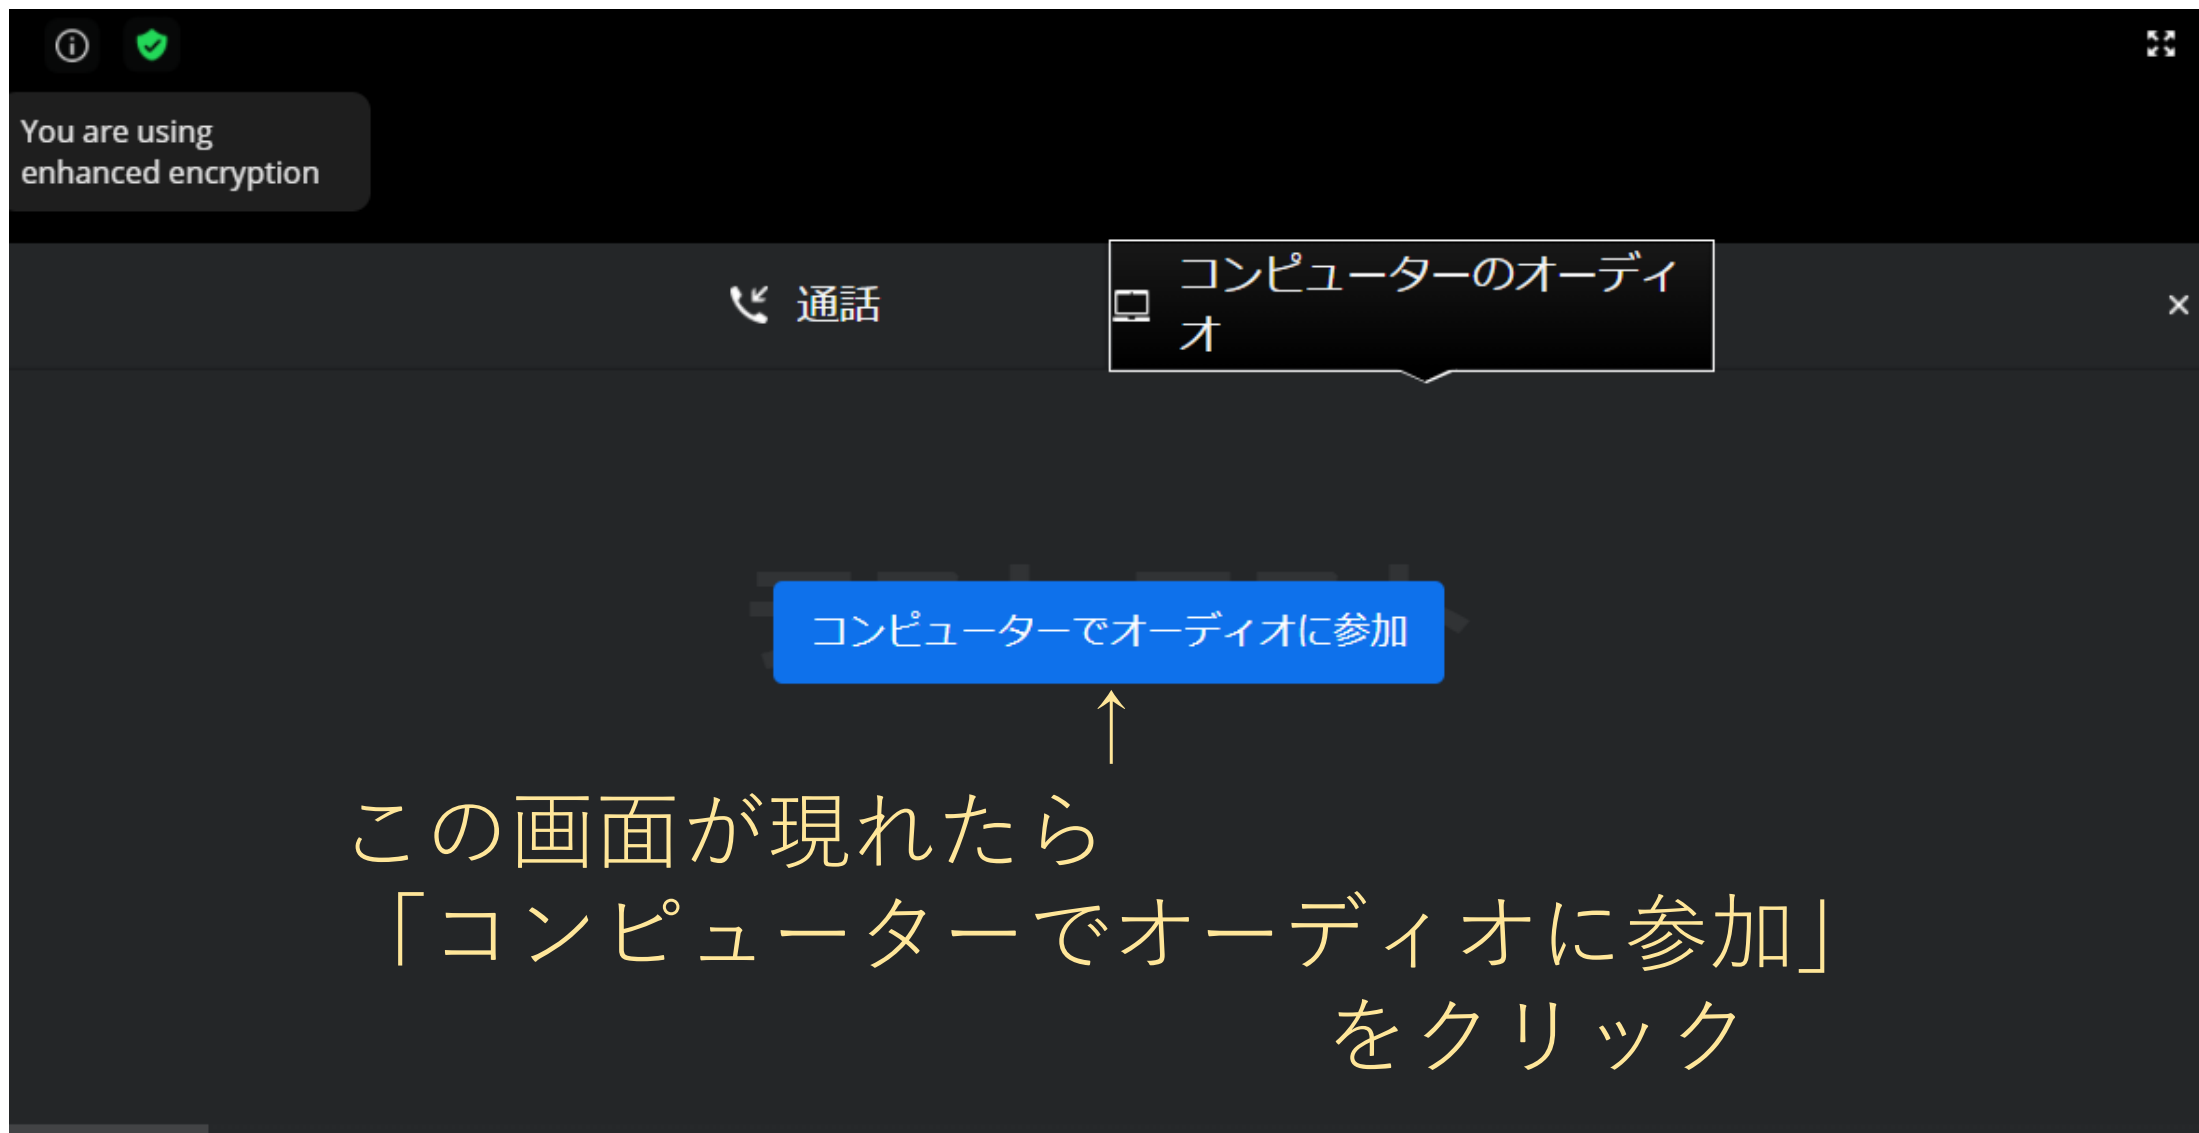 You are using
enhanced encryption
通話
コンピューターのオーディ
オ
コンピューターでオーディオに参加
↑
この画面が現れたら
「コンピューターでオーディオに参加」
をクリック